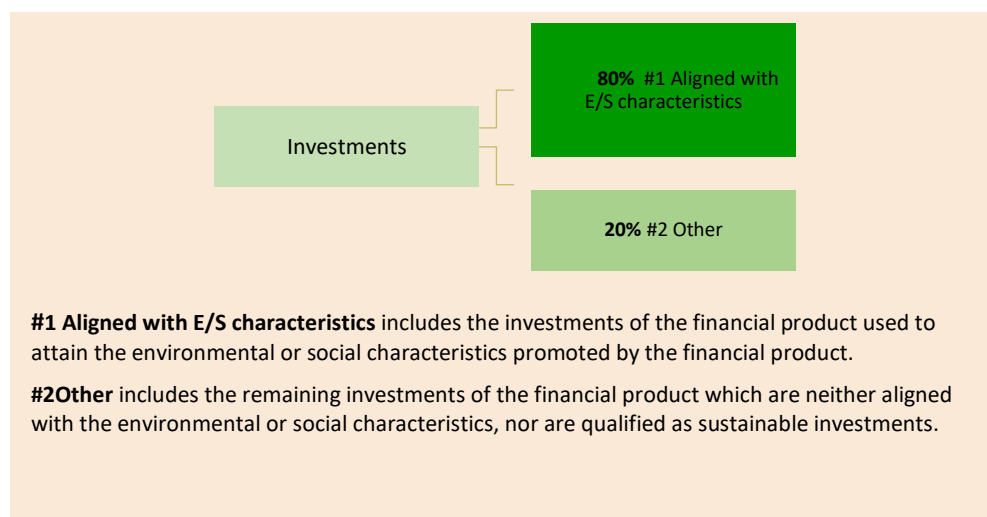 80% #1 Aligned with
E/S characteristics
Investments
20% #2 Other
#1 Aligned with E/S characteristics includes the investments of the financial product used to
attain the environmental or social characteristics promoted by the financial product.
#2Other includes the remaining investments of the financial product which are neither aligned
with the environmental or social characteristics, nor are qualified as sustainable investments.